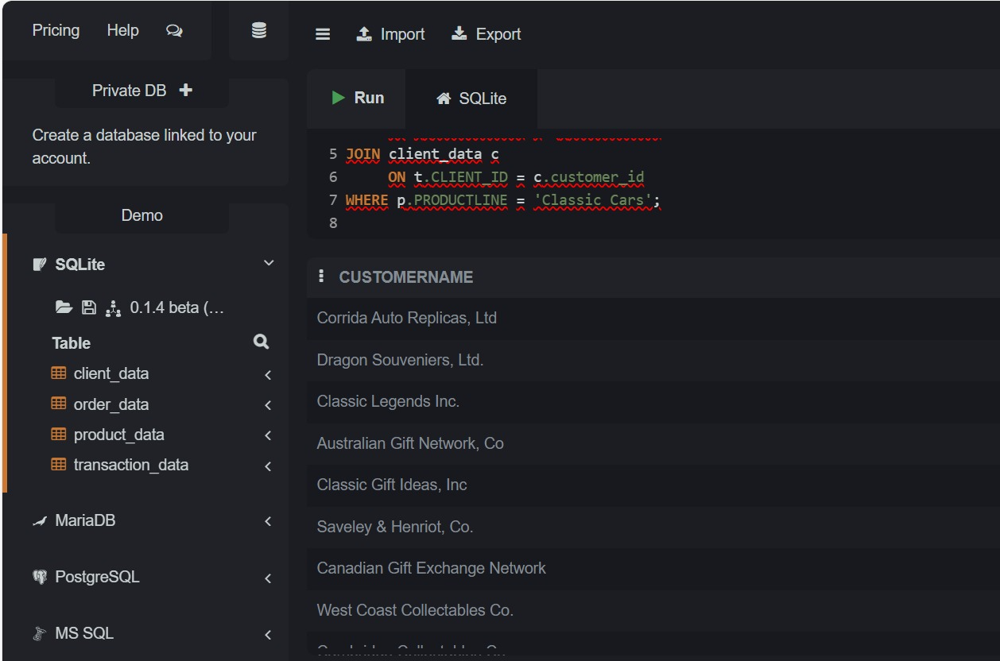 Pricing Help
Import Export
Private DB
Run SQLite
Create a database linked to your
account.
5 JOIN client_data c
6 ON t.CLIENT_ID = c.customer_id
7 WHERE p.PRODUCTLINE = 'Classic Cars';
8
Demo
SQLite
0.1.4 beta (...
Table
client_data
order_data
product_data
transaction_data
MariaDB
PostgreSQL
MS SQL
CUSTOMERNAME
Corrida Auto Replicas, Ltd
Dragon Souveniers, Ltd.
Classic Legends Inc.
Australian Gift Network, Co
Classic Gift Ideas, Inc
Saveley & Henriot, Co.
Canadian Gift Exchange Network
West Coast Collectables Co.